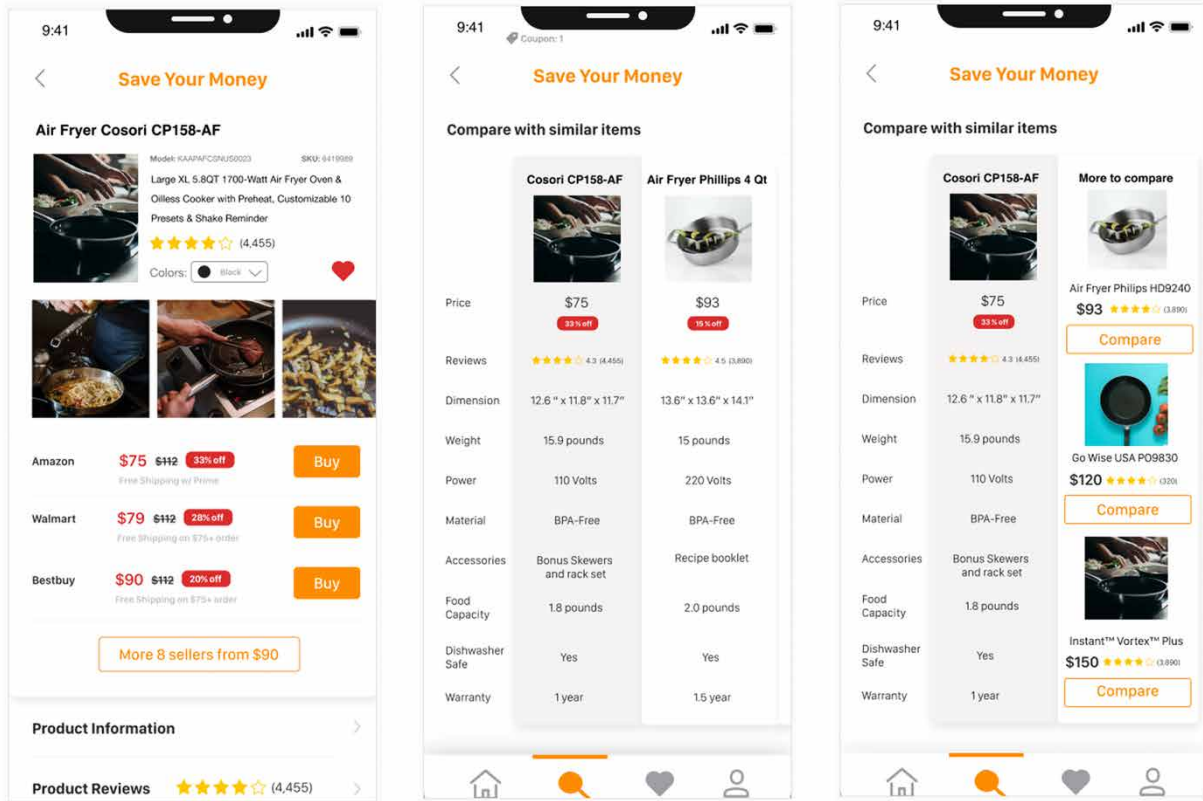 9:41
Save Your Money
Air Fryer Cosori CP158-AF
Model: KAAPAFCSNUS0023 SKU: 6419989
Large XL 5.8QT 1700-Watt Air Fryer Oven &
Oilless Cooker with Preheat, Customizable 10
Presets & Shake Reminder
(4,455)
Colors: Black
Amazon $75 $112 33% off Buy
Free Shipping w/ Prime
Walmart $79 $112 28% off Buy
Free Shipping on $75+ order
Bestbuy $90 $112 20% off Buy
Free Shipping on $75+ order
More 8 sellers from $90
Product Information
Product Reviews (4,455)
9:41
Coupon: 1
Save Your Money
Compare with similar items
Cosori CP158-AF Air Fryer Phillips 4 Qt
Price $75 $93
33 % off 15 % off
Reviews 4.3 (4,455) 4.5 (3,890)
Dimension 12.6 " x 11.8" x 11.7" 13.6" x 13.6" x 14.1"
Weight 15.9 pounds 15 pounds
Power 110 Volts 220 Volts
Material BPA-Free BPA-Free
Accessories Bonus Skewers Recipe booklet
and rack set
Food
Capacity 1.8 pounds 2.0 pounds
Dishwasher
Safe Yes Yes
Warranty 1 year 1.5 year
9:41
Save Your Money
Compare with similar items
Cosori CP158-AF
Price $75
33 % off
Reviews 4.3 (4,455)
Dimension 12.6 " x 11.8" x 11.7"
Weight 15.9 pounds
Power 110 Volts
Material BPA-Free
Accessories Bonus Skewers
and rack set
Food
Capacity 1.8 pounds
Dishwasher
Safe Yes
Warranty 1 year
More to compare
Air Fryer Philips HD9240
$93 (3,890)
Compare
Go Wise USA PO9830
$120 (320)
Compare
Instant™ Vortex™ Plus
$150 (3,890)
Compare